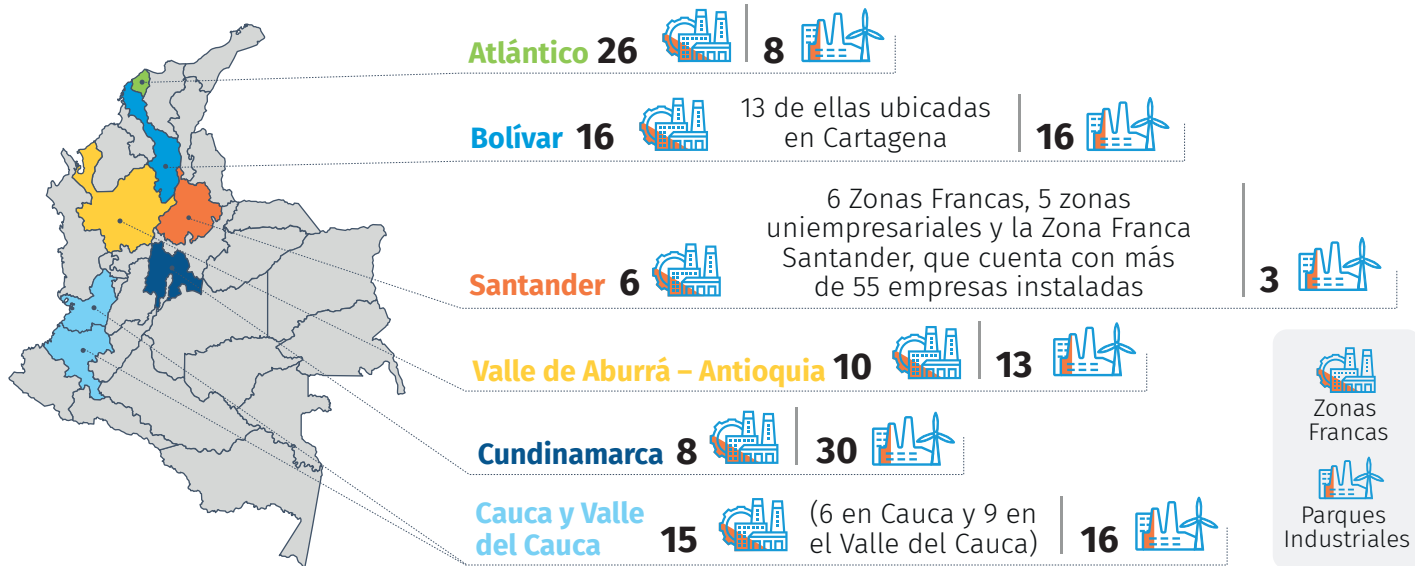 Atlántico 26 8
Bolívar 16 13 de ellas ubicadas
en Cartagena 16
6 Zonas Francas, 5 zonas
uniempresariales y la Zona Franca
Santander, que cuenta con más
de 55 empresas instaladas
Santander 6 3
Valle de Aburrá – Antioquia 10 13
Cundinamarca 8 30
Cauca y Valle
del Cauca 15 (6 en Cauca y 9 en
el Valle del Cauca) 16
Zonas
Francas
Parques
Industriales